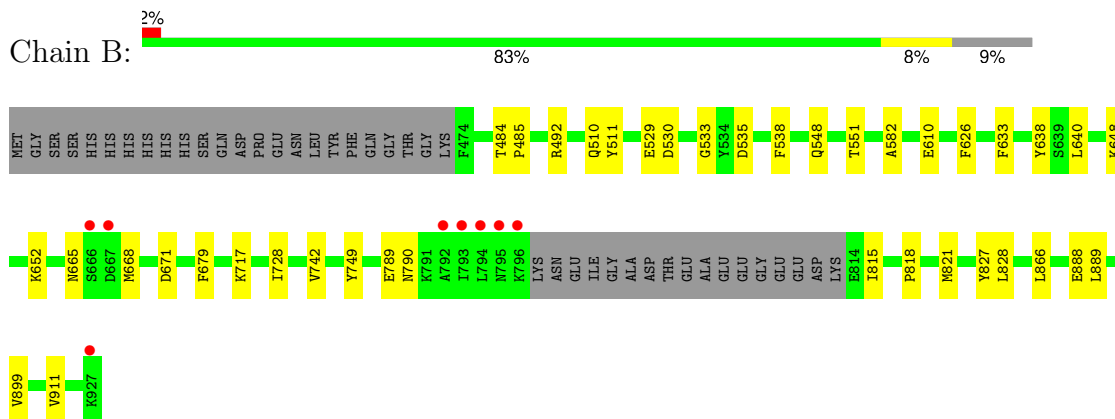 2%
Chain B:
83% 8% 9%
MET GLY SER SER HIS HIS HIS HIS HIS HIS SER GLN ASP PRO GLU ASN LEU TYR PHE GLN GLY THR GLY LYS F474 T484 P485 R492 Q510 Y511 E529 D530 G533 Y534 D535 F538 Q548 T551 A582 E610 F626 F633 Y638 S639 L640 K648
K652 N665 S666 D667 M668 D671 F679 K717 I728 V742 Y749 E789 N790 K791 A792 I793 L794 N795 K796 LYS ASN GLU ILE GLY ALA ASP THR GLU ALA GLU GLU GLY GLU GLU ASP LYS E814 I815 P818 M821 Y827 L828 L866 E888 L889
V899 V911 K927